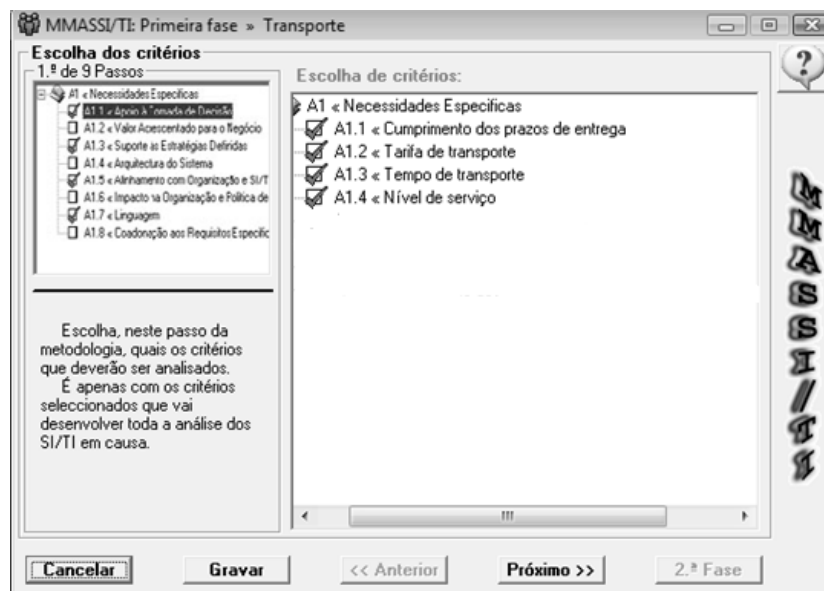 MMASSI/TI: Primeira fase » Transporte
Escolha dos critérios
1.º de 9 Passos
A1 « Necessidades Especificas
A1.1 « Apoio à Tomada de Decisão
A1.2 « Valor Acrescentado para o Negócio
A1.3 « Suporte às Estratégias Definidas
A1.4 « Arquitectura do Sistema
A1.5 « Alinhamento com Organização e SI/T
A1.6 « Impacto na Organização e Política de
A1.7 « Linguagem
A1.8 « Coadonação aos Requisitos Especific
Escolha, neste passo da
metodologia, quais os critérios
que deverão ser analisados.
É apenas com os critérios
seleccionados que vai
desenvolver toda a análise dos
SI/TI em causa.
Escolha de critérios:
A1 « Necessidades Especificas
A1.1 « Cumprimento dos prazos de entrega
A1.2 « Tarifa de transporte
A1.3 « Tempo de transporte
A1.4 « Nível de serviço
?
MMASSI/TI
Cancelar
Gravar
<< Anterior
Próximo >>
2.ª Fase